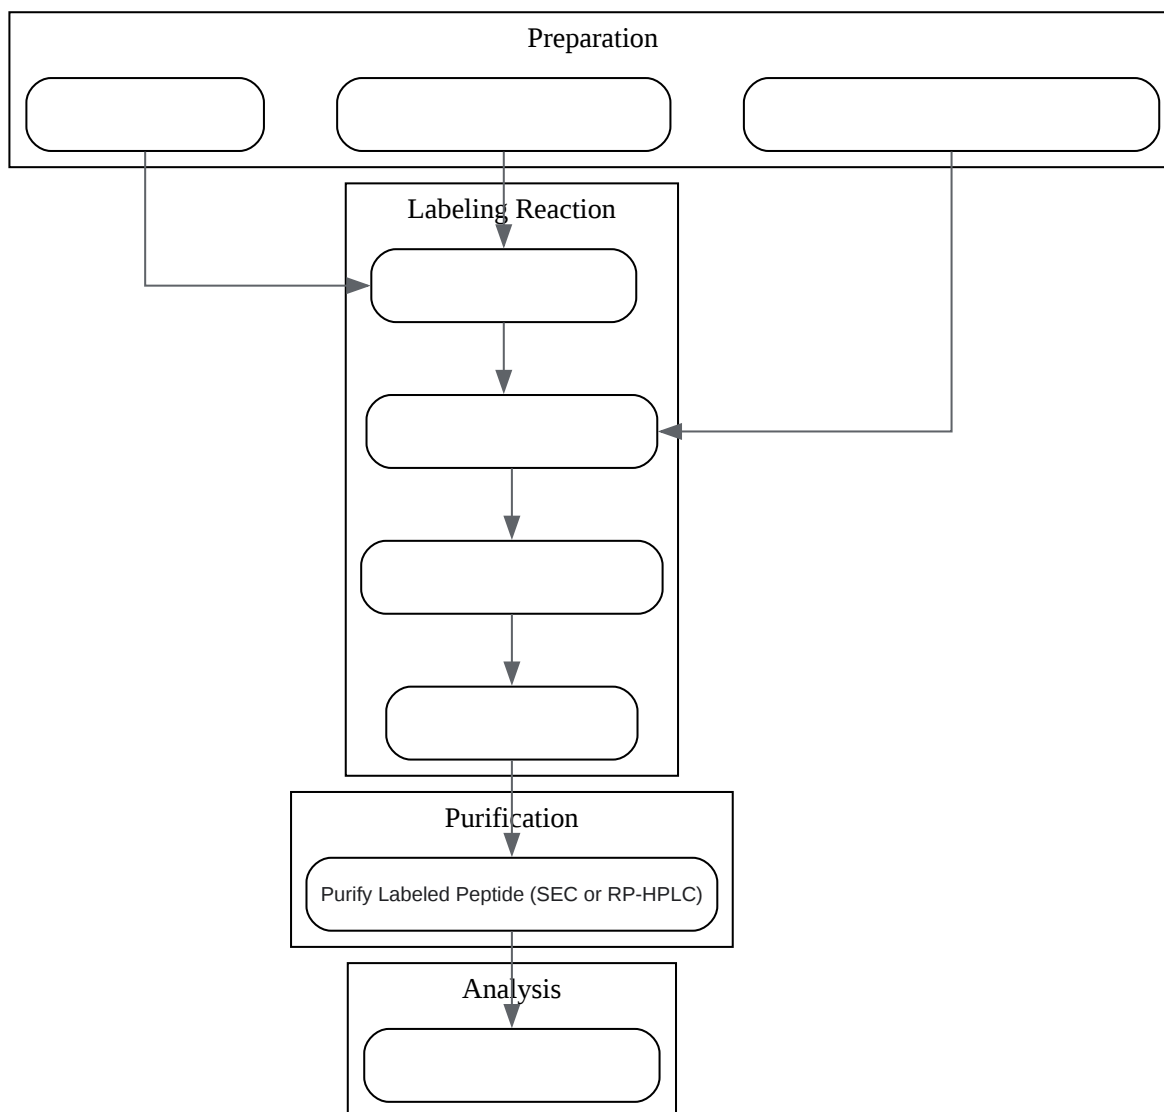 Preparation
Labeling Reaction
Purification
Purify Labeled Peptide (SEC or RP-HPLC)
Analysis